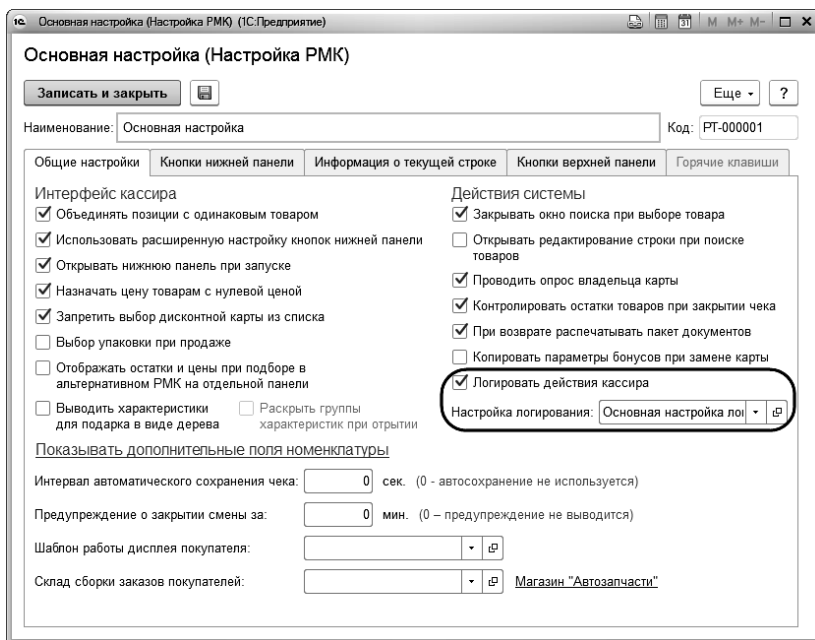 Основная настройка (Настройка РМК) (1С:Предприятие)
31 M M+ M-
Основная настройка (Настройка РМК)
Записать и закрыть
Еще
?
Наименование: Основная настройка
Код: РТ-000001
Общие настройки
Кнопки нижней панели
Информация о текущей строке
Кнопки верхней панели
Горячие клавиши
Интерфейс кассира
Объединять позиции с одинаковым товаром
Использовать расширенную настройку кнопок нижней панели
Открывать нижнюю панель при запуске
Назначать цену товарам с нулевой ценой
Запретить выбор дисконтной карты из списка
Выбор упаковки при продаже
Отображать остатки и цены при подборе в
альтернативном РМК на отдельной панели
Выводить характеристики
для подарка в виде дерева
Раскрыть группы
характеристик при отрытии
Действия системы
Закрывать окно поиска при выборе товара
Открывать редактирование строки при поиске
товаров
Проводить опрос владельца карты
Контролировать остатки товаров при закрытии чека
При возврате распечатывать пакет документов
Копировать параметры бонусов при замене карты
Логировать действия кассира
Настройка логирования: Основная настройка лог
Показывать дополнительные поля номенклатуры
Интервал автоматического сохранения чека: 0 сек. (0 - автосохранение не используется)
Предупреждение о закрытии смены за: 0 мин. (0 – предупреждение не выводится)
Шаблон работы дисплея покупателя:
Склад сборки заказов покупателей:
Магазин "Автозапчасти"